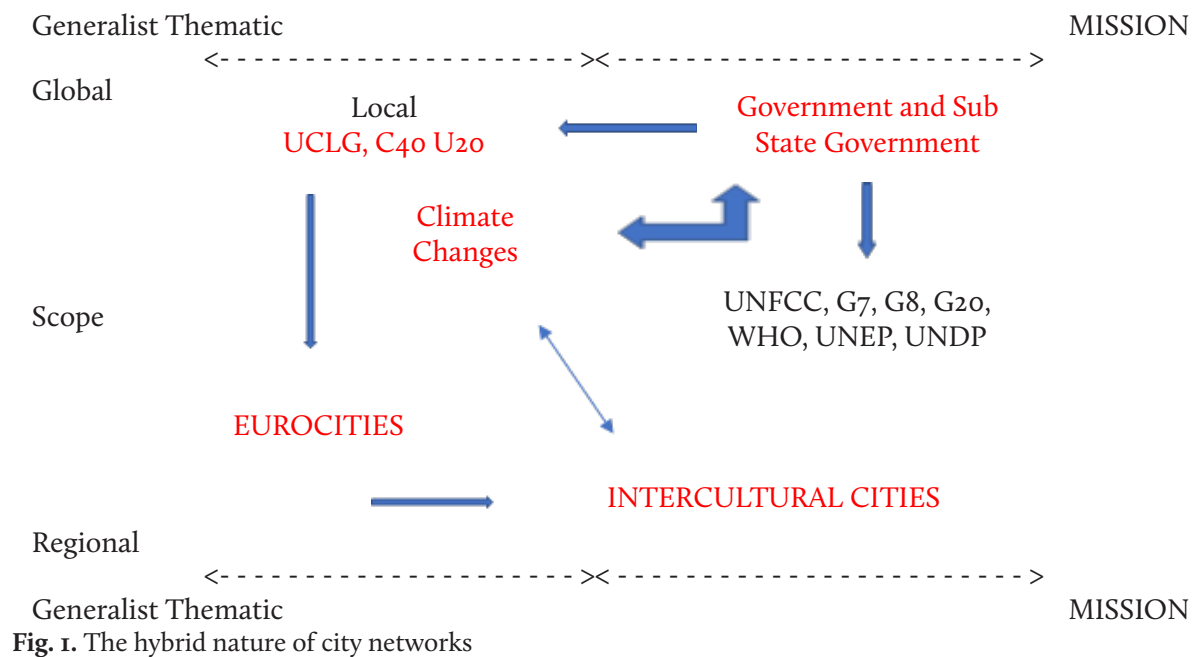 Generalist Thematic MISSION
<- - - - - - - - - - - - - - - - - - - - - - ><- - - - - - - - - - - - - - - - - - - - - - - - - >
Global
Local
UCLG, C40 U20
Government and Sub
State Government
Climate
Changes
UNFCC, G7, G8, G20,
WHO, UNEP, UNDP
Scope
EUROCITIES
INTERCULTURAL CITIES
Regional
<- - - - - - - - - - - - - - - - - - - - - - ><- - - - - - - - - - - - - - - - - - - - - - - - - >
Generalist Thematic MISSION
Fig. 1. The hybrid nature of city networks